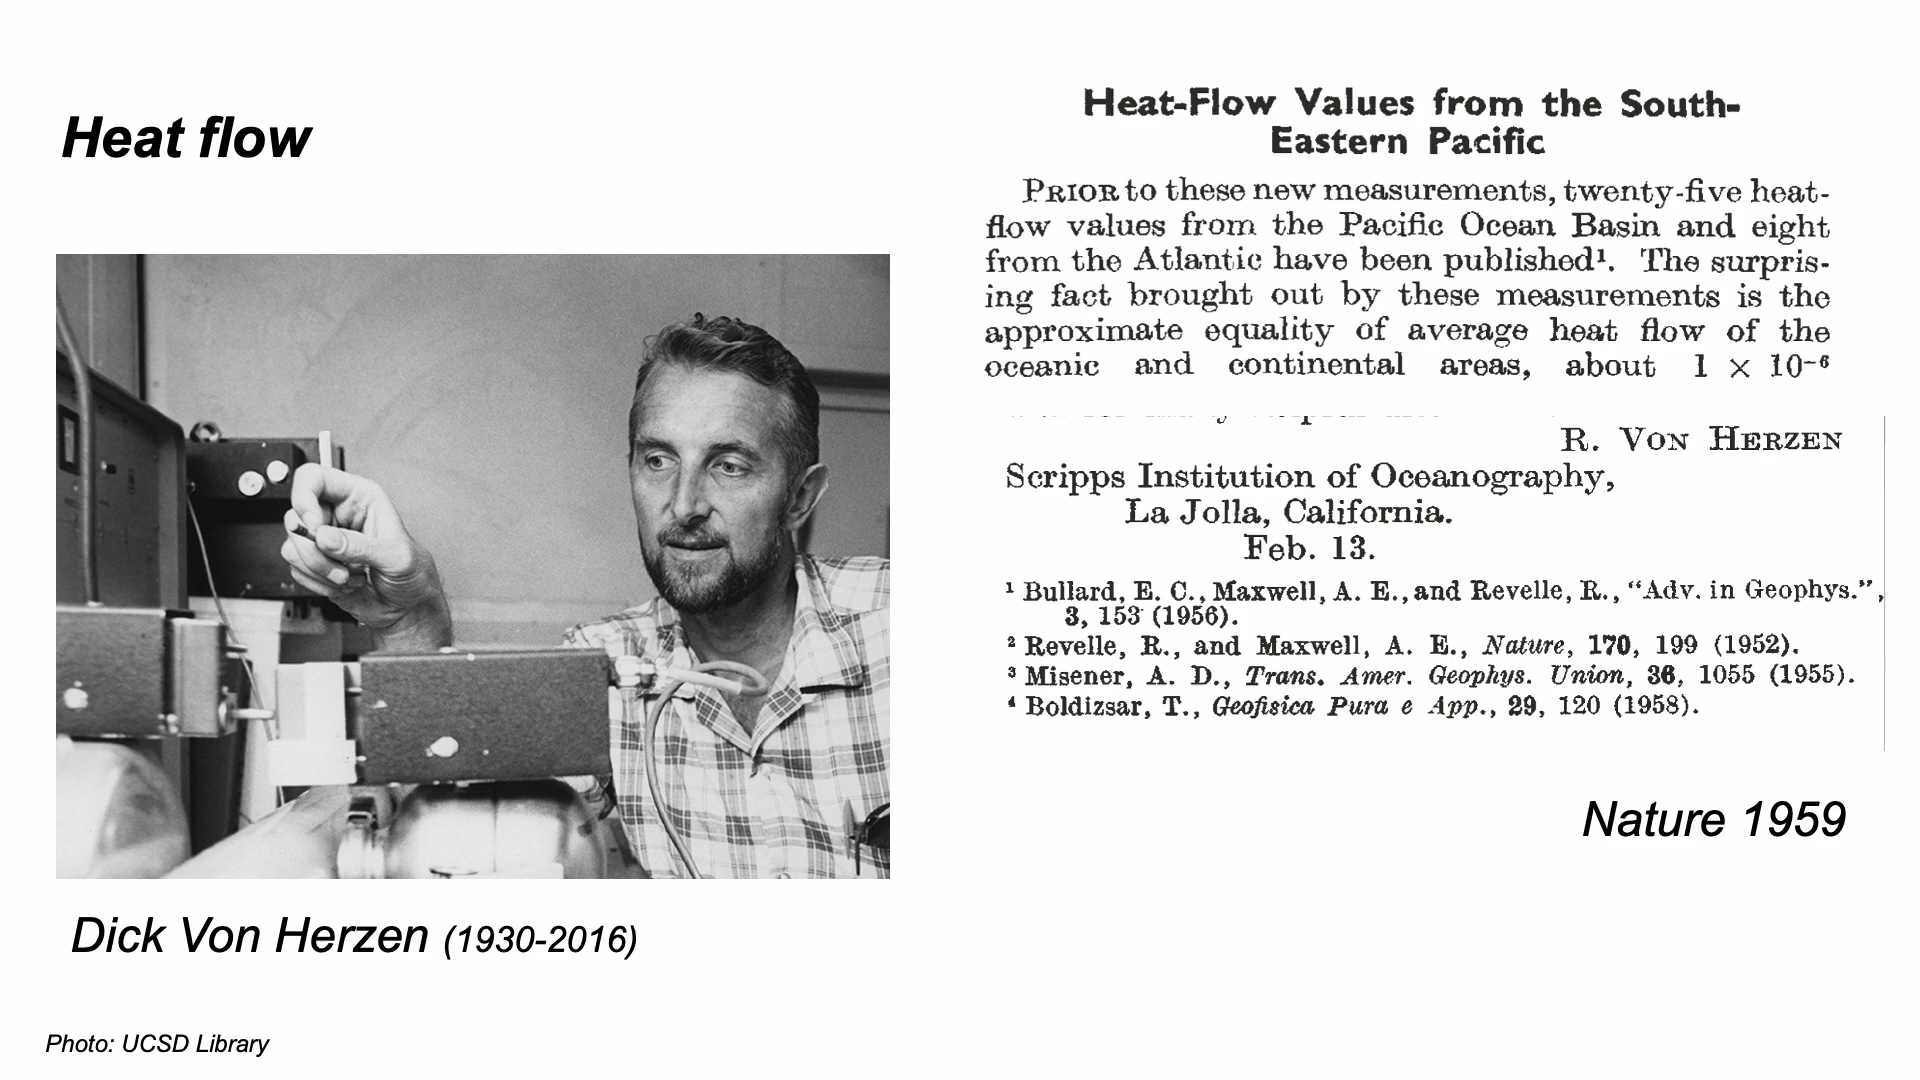 Heat flow
Heat-Flow Values from the South-
Eastern Pacific
PRIOR to these new measurements, twenty-five heat-
flow values from the Pacific Ocean Basin and eight
from the Atlantic have been published¹. The surpris-
ing fact brought out by these measurements is the
approximate equality of average heat flow of the
oceanic and continental areas, about 1 × 10⁻⁶
R. VON HERZEN
Scripps Institution of Oceanography,
La Jolla, California.
Feb. 13.
¹ Bullard, E. C., Maxwell, A. E., and Revelle, R., “Adv. in Geophys.”,
3, 153 (1956).
² Revelle, R., and Maxwell, A. E., Nature, 170, 199 (1952).
³ Misener, A. D., Trans. Amer. Geophys. Union, 36, 1055 (1955).
⁴ Boldizsar, T., Geofisica Pura e App., 29, 120 (1958).
Nature 1959
Dick Von Herzen (1930-2016)
Photo: UCSD Library